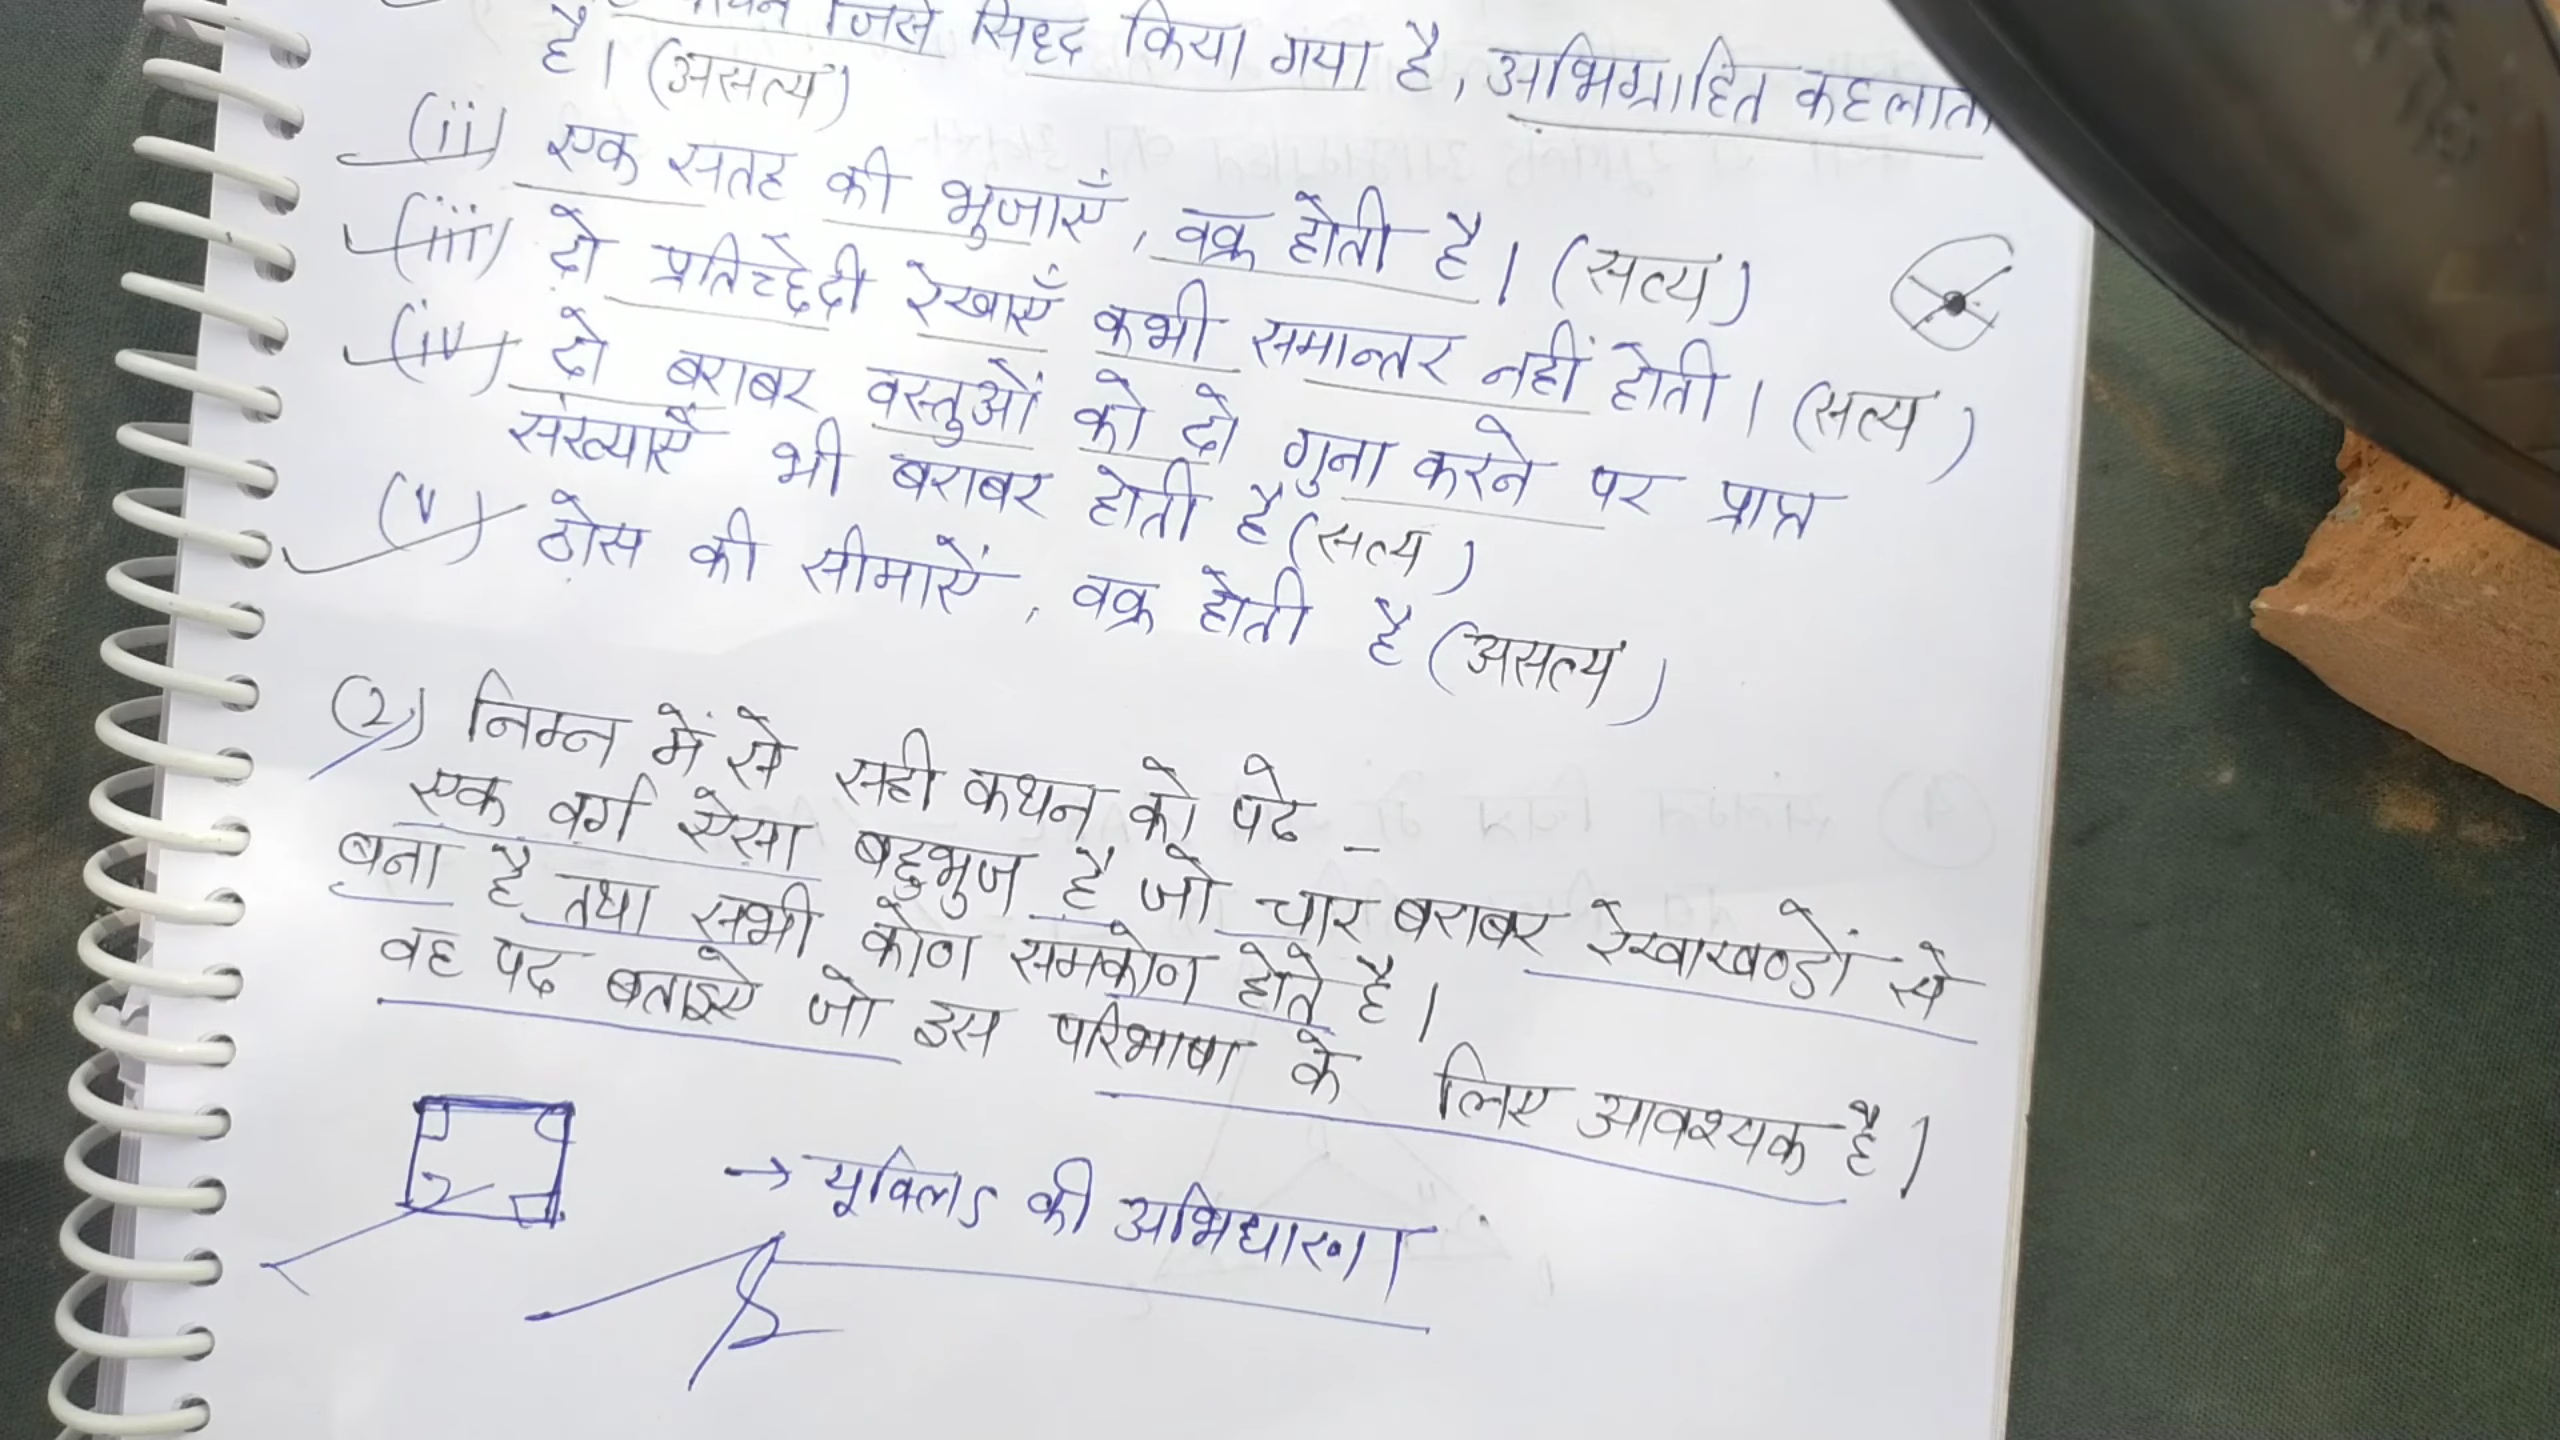 जिसे सिध्द किया गया है, अभिग्राहित कहलाता
है। (असत्य)
(ii) एक सतह की भुजाएँ, वक्र होती है। (सत्य)
(iii) दो प्रतिच्छेदी रेखाएँ कभी समान्तर नहीं होती। (सत्य)
(iv) दो बराबर वस्तुओं को दो गुना करने पर प्राप्त
संख्याएँ भी बराबर होती है (सत्य)
(v) ठोस की सीमाऐं, वक्र होती है (असत्य)
(2) निम्न में से सही कथन को पढे -
एक वर्ग ऐसा बहुभुज है जो चार बराबर रेखाखण्डों से
बना है तथा सभी कोण समकोण होते है।
वह पद बताइए जो इस परिभाषा के लिए आवश्यक है।
→ यूक्लिड की अभिधारणा